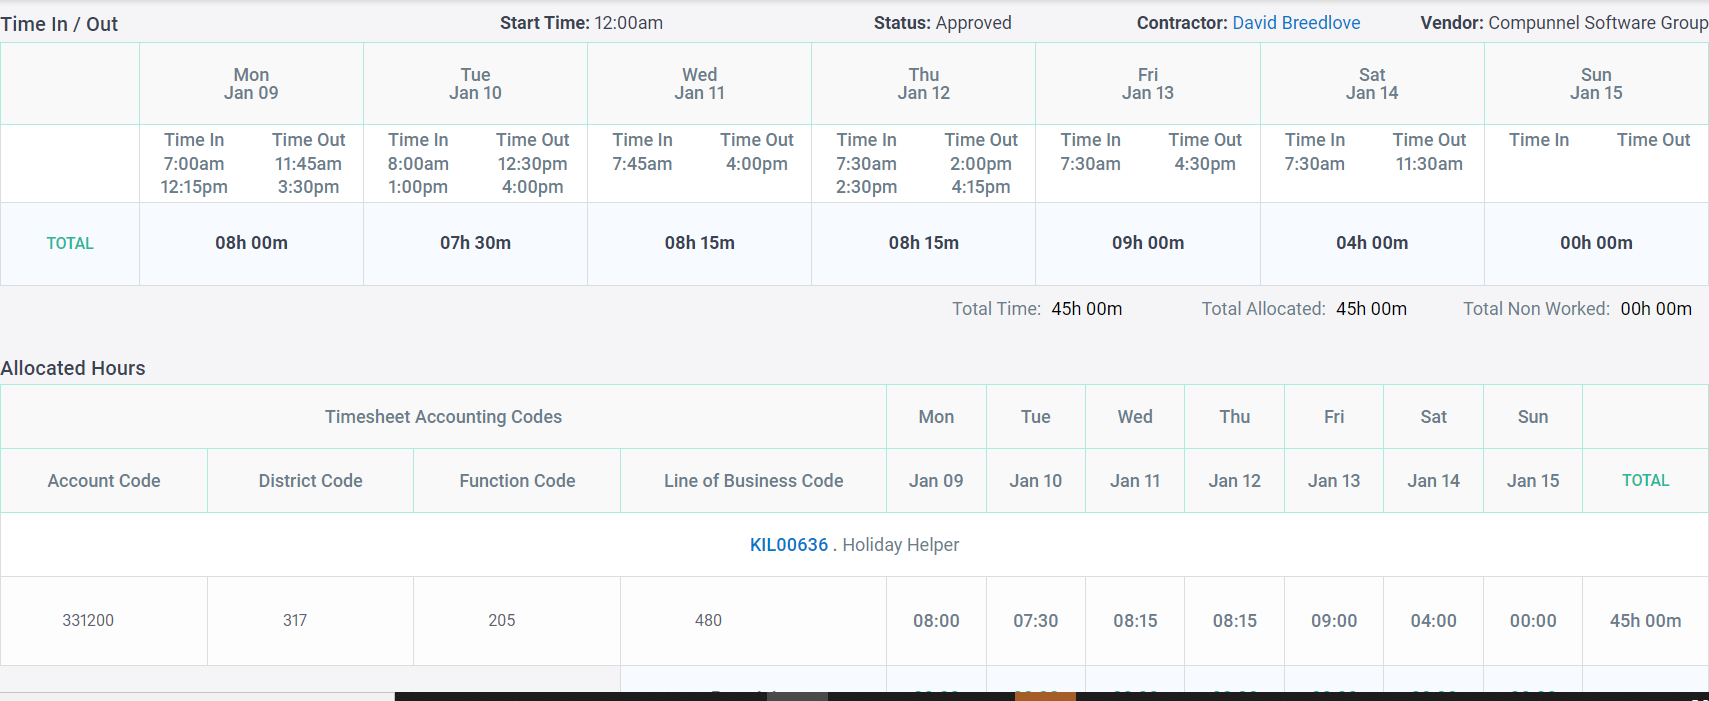 Time In / Out Start Time: 12:00am Status: Approved Contractor: David Breedlove Vendor: Compunnel Software Group
Mon Tue Wed Thu Fri Sat Sun
Jan 09 Jan 10 Jan 11 Jan 12 Jan 13 Jan 14 Jan 15
Time In Time Out Time In Time Out Time In Time Out Time In Time Out Time In Time Out Time In Time Out Time In Time Out
7:00am 11:45am 8:00am 12:30pm 7:45am 4:00pm 7:30am 2:00pm 7:30am 4:30pm 7:30am 11:30am
12:15pm 3:30pm 1:00pm 4:00pm 2:30pm 4:15pm
TOTAL 08h 00m 07h 30m 08h 15m 08h 15m 09h 00m 04h 00m 00h 00m
Total Time: 45h 00m Total Allocated: 45h 00m Total Non Worked: 00h 00m
Allocated Hours
Timesheet Accounting Codes Mon Tue Wed Thu Fri Sat Sun
Account Code District Code Function Code Line of Business Code Jan 09 Jan 10 Jan 11 Jan 12 Jan 13 Jan 14 Jan 15 TOTAL
KIL00636 . Holiday Helper
331200 317 205 480 08:00 07:30 08:15 08:15 09:00 04:00 00:00 45h 00m